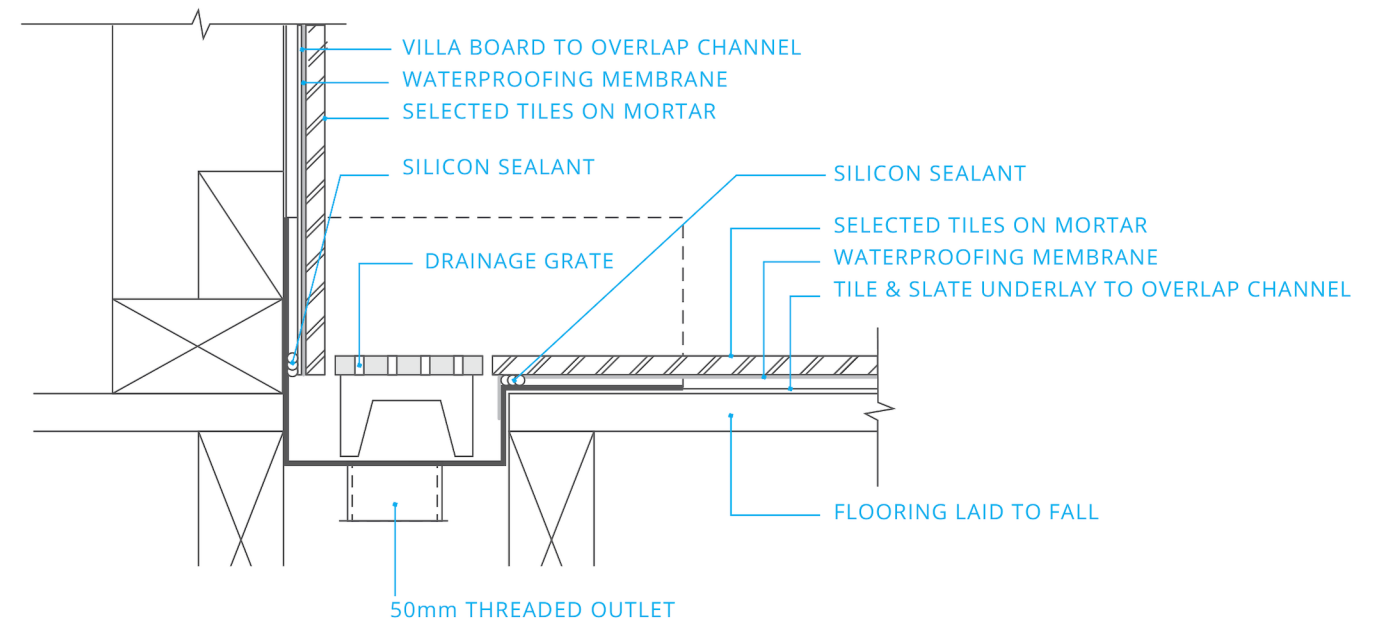 VILLA BOARD TO OVERLAP CHANNEL
WATERPROOFING MEMBRANE
SELECTED TILES ON MORTAR
SILICON SEALANT
SILICON SEALANT
SELECTED TILES ON MORTAR
WATERPROOFING MEMBRANE
TILE & SLATE UNDERLAY TO OVERLAP CHANNEL
DRAINAGE GRATE
FLOORING LAID TO FALL
50mm THREADED OUTLET